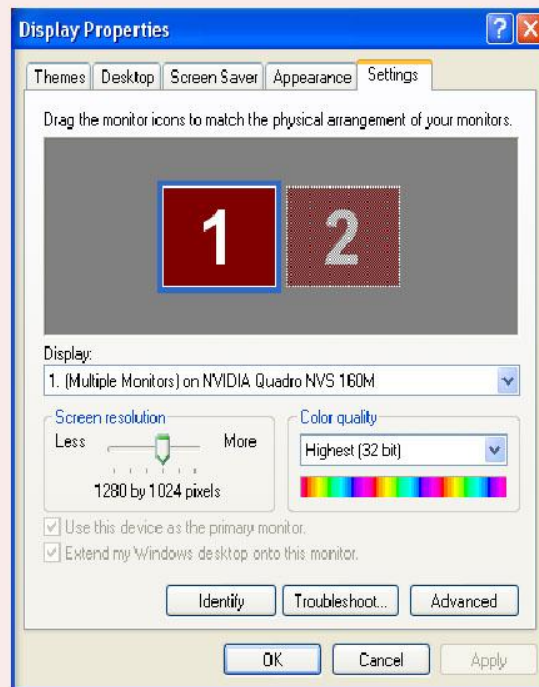 Display Properties
Themes Desktop Screen Saver Appearance Settings
Drag the monitor icons to match the physical arrangement of your monitors.
1 2
Display:
1. (Multiple Monitors) on NVIDIA Quadro NVS 160M
Screen resolution Color quality
Less More Highest (32 bit)
1280 by 1024 pixels
Use this device as the primary monitor.
Extend my Windows desktop onto this monitor.
Identify Troubleshoot... Advanced
OK Cancel Apply